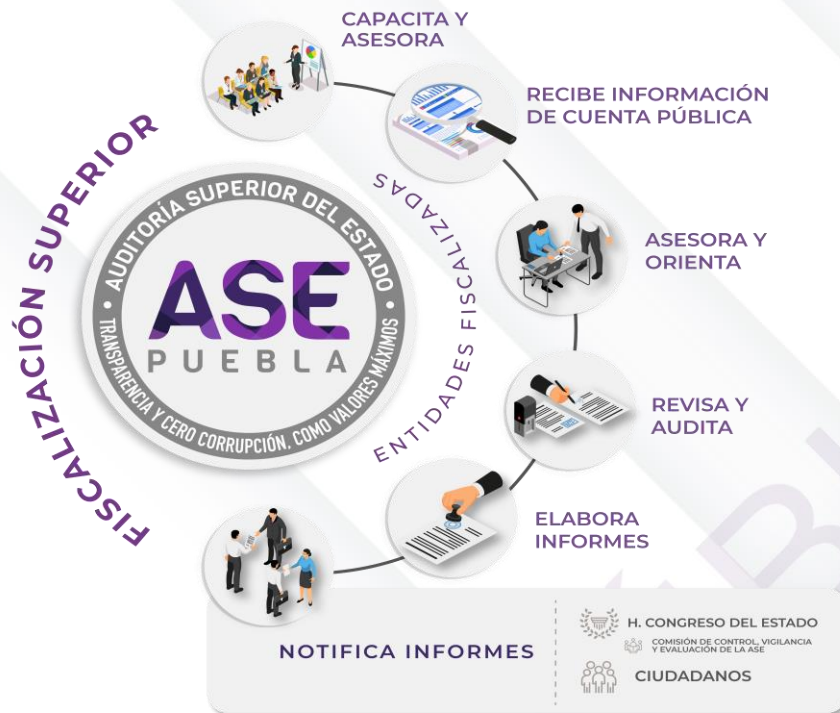 CAPACITA Y
ASESORA
RECIBE INFORMACIÓN
DE CUENTA PÚBLICA
FISCALIZACIÓN SUPERIOR
AUDITORÍA SUPERIOR DEL ESTADO
ASE
PUEBLA
TRANSPARENCIA Y CERO CORRUPCIÓN, COMO VALORES MÁXIMOS
ENTIDADES FISCALIZADAS
ASESORA Y
ORIENTA
REVISA Y
AUDITA
ELABORA
INFORMES
NOTIFICA INFORMES
H. CONGRESO DEL ESTADO
COMISIÓN DE CONTROL, VIGILANCIA
Y EVALUACIÓN DE LA ASE
CIUDADANOS